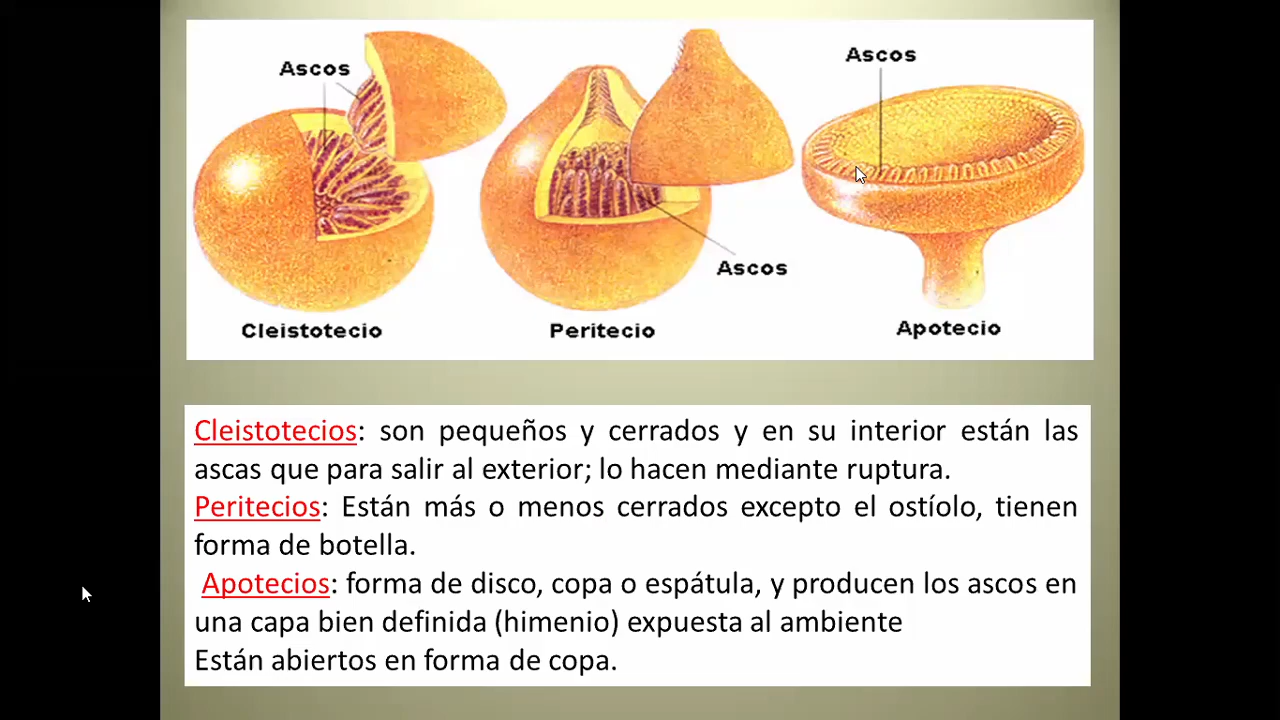 Ascos
Ascos
Ascos
Cleistotecio
Peritecio
Apotecio
Cleistotecios: son pequeños y cerrados y en su interior están las
ascas que para salir al exterior; lo hacen mediante ruptura.
Peritecios: Están más o menos cerrados excepto el ostíolo, tienen
forma de botella.
Apotecios: forma de disco, copa o espátula, y producen los ascos en
una capa bien definida (himenio) expuesta al ambiente
Están abiertos en forma de copa.